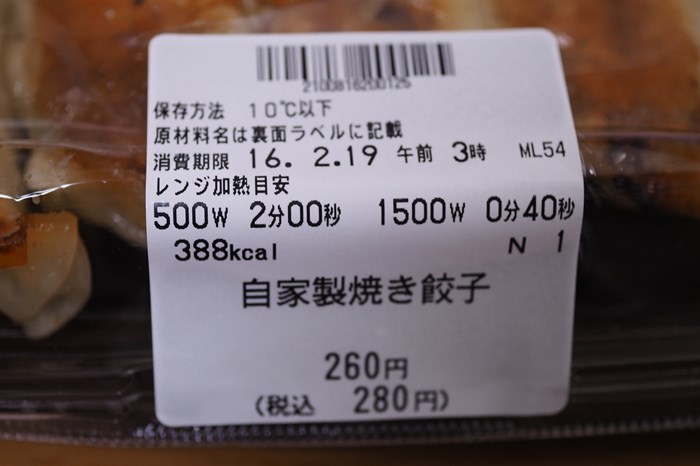 2100816200125
保存方法 10℃以下
原材料名は裏面ラベルに記載
消費期限 16. 2.19 午前 3時 ML54
レンジ加熱目安
500W 2分00秒 1500W 0分40秒
388kcal N 1
自家製焼き餃子
260円
(税込 280円)